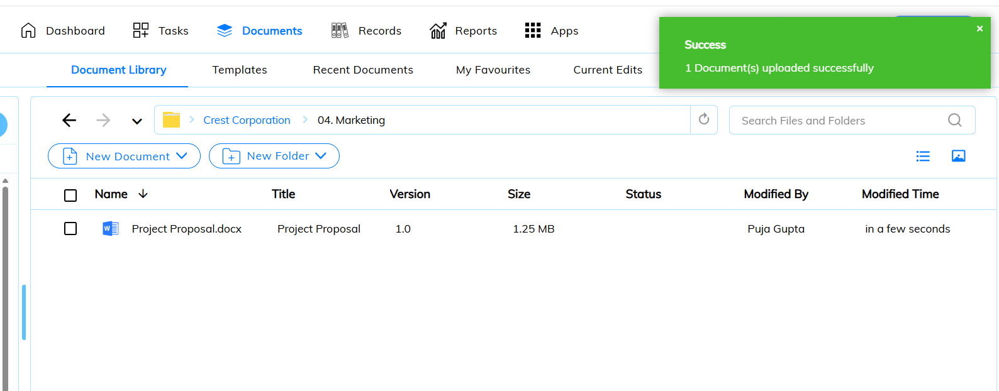 Dashboard Tasks Documents Records Reports Apps
×
Success
1 Document(s) uploaded successfully
Document Library Templates Recent Documents My Favourites Current Edits
Crest Corporation 04. Marketing
Search Files and Folders
New Document New Folder
Name Title Version Size Status Modified By Modified Time
W Project Proposal.docx Project Proposal 1.0 1.25 MB Puja Gupta in a few seconds